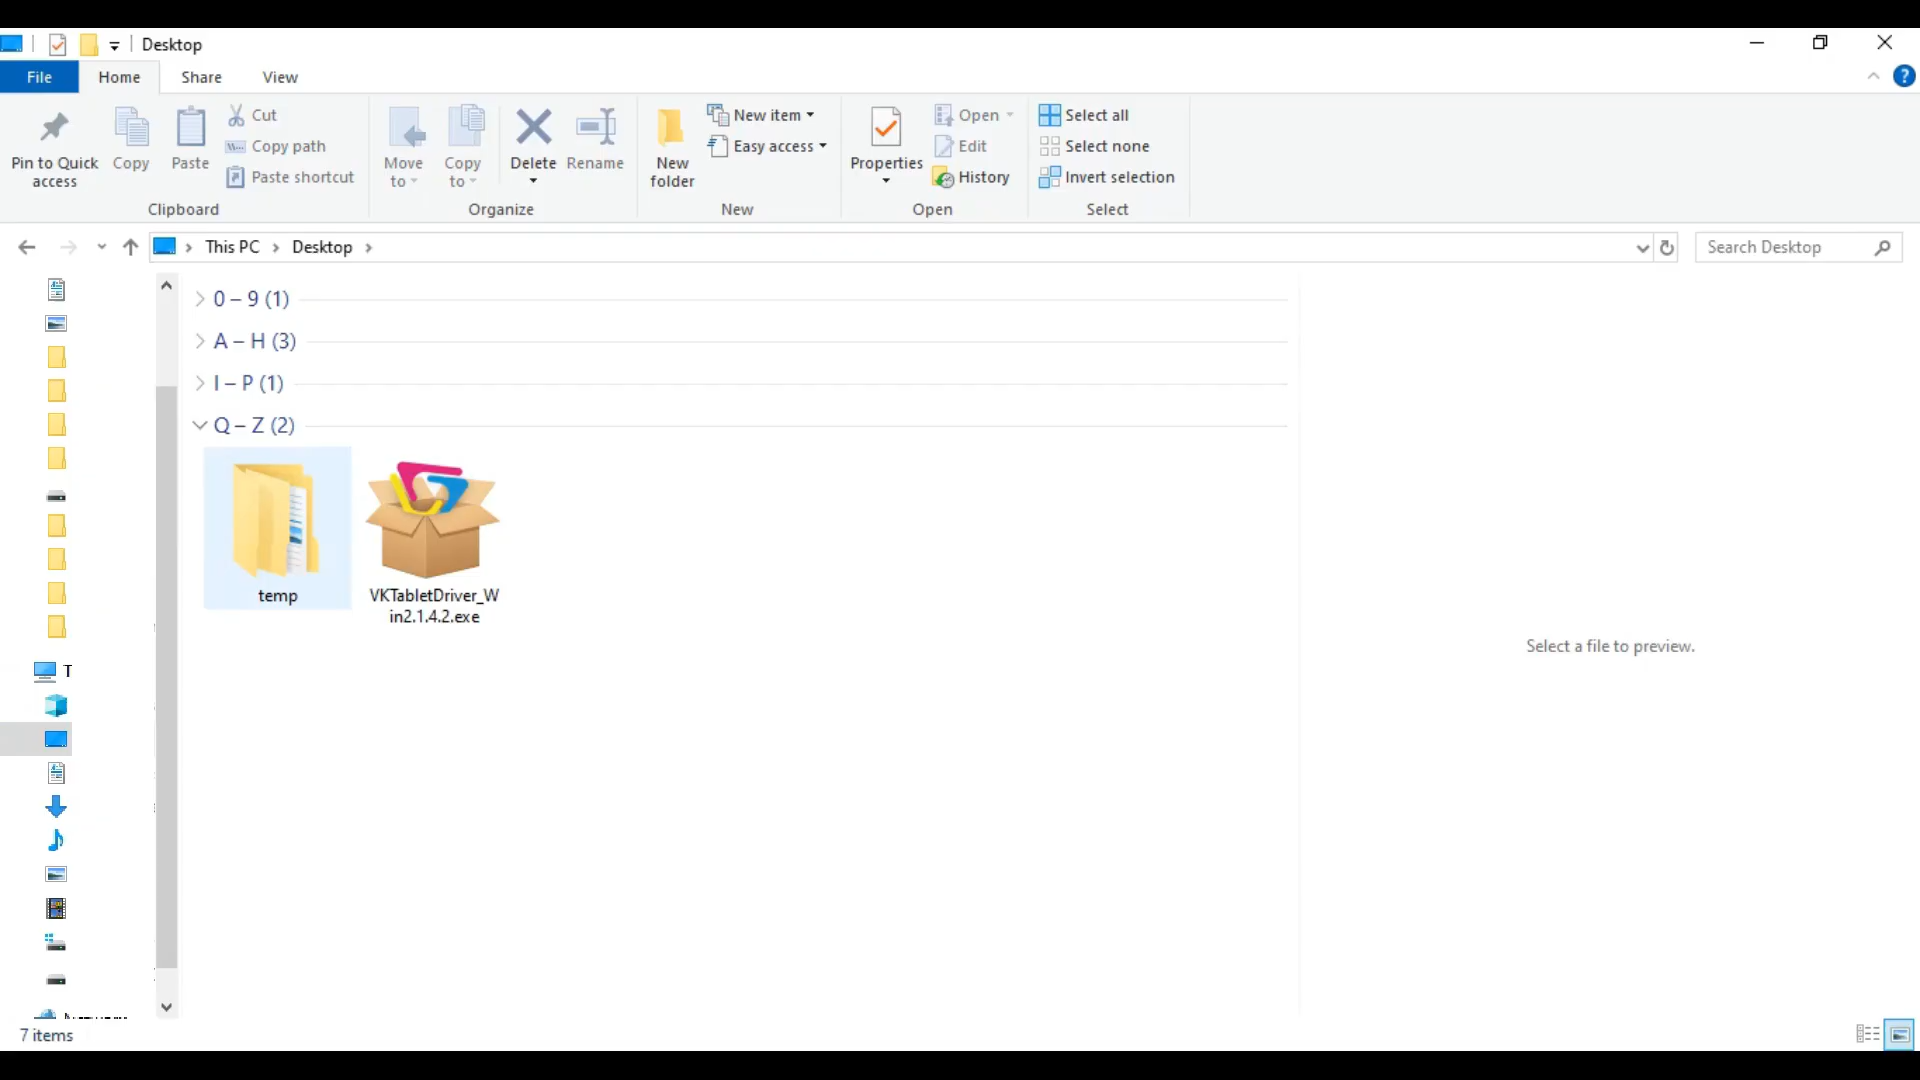 Desktop
File Home Share View
Pin to Quick access
Copy
Paste
Cut
Copy path
Paste shortcut
Clipboard
Move to
Copy to
Delete
Rename
Organize
New folder
New item
Easy access
New
Properties
Open
Edit
History
Open
Select all
Select none
Invert selection
Select
This PC Desktop
Search Desktop
0 – 9 (1)
A – H (3)
I – P (1)
Q – Z (2)
temp
VKTabletDriver_W
in2.1.4.2.exe
Select a file to preview.
T
7 items